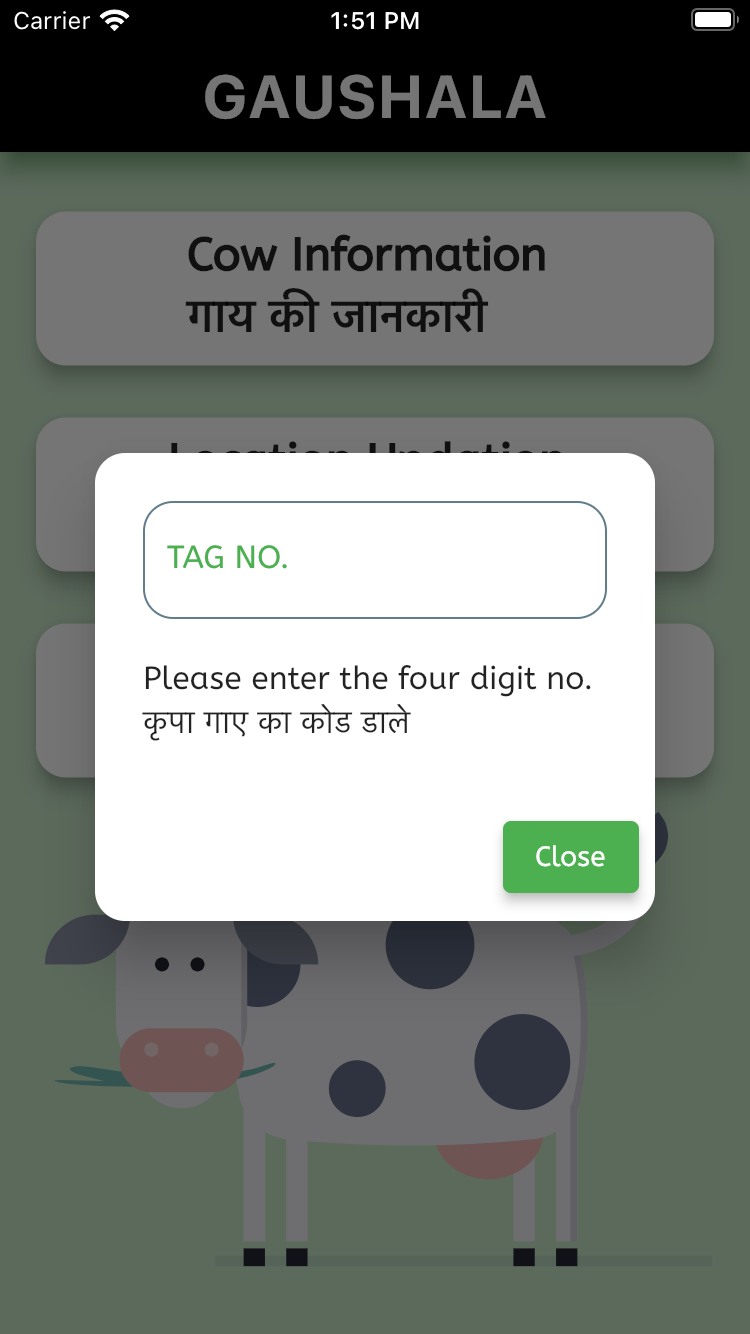 Carrier
1:51 PM
GAUSHALA
Cow Information
गाय की जानकारी
Location Updation
TAG NO.
Please enter the four digit no.
कृपा गाए का कोड डाले
Close